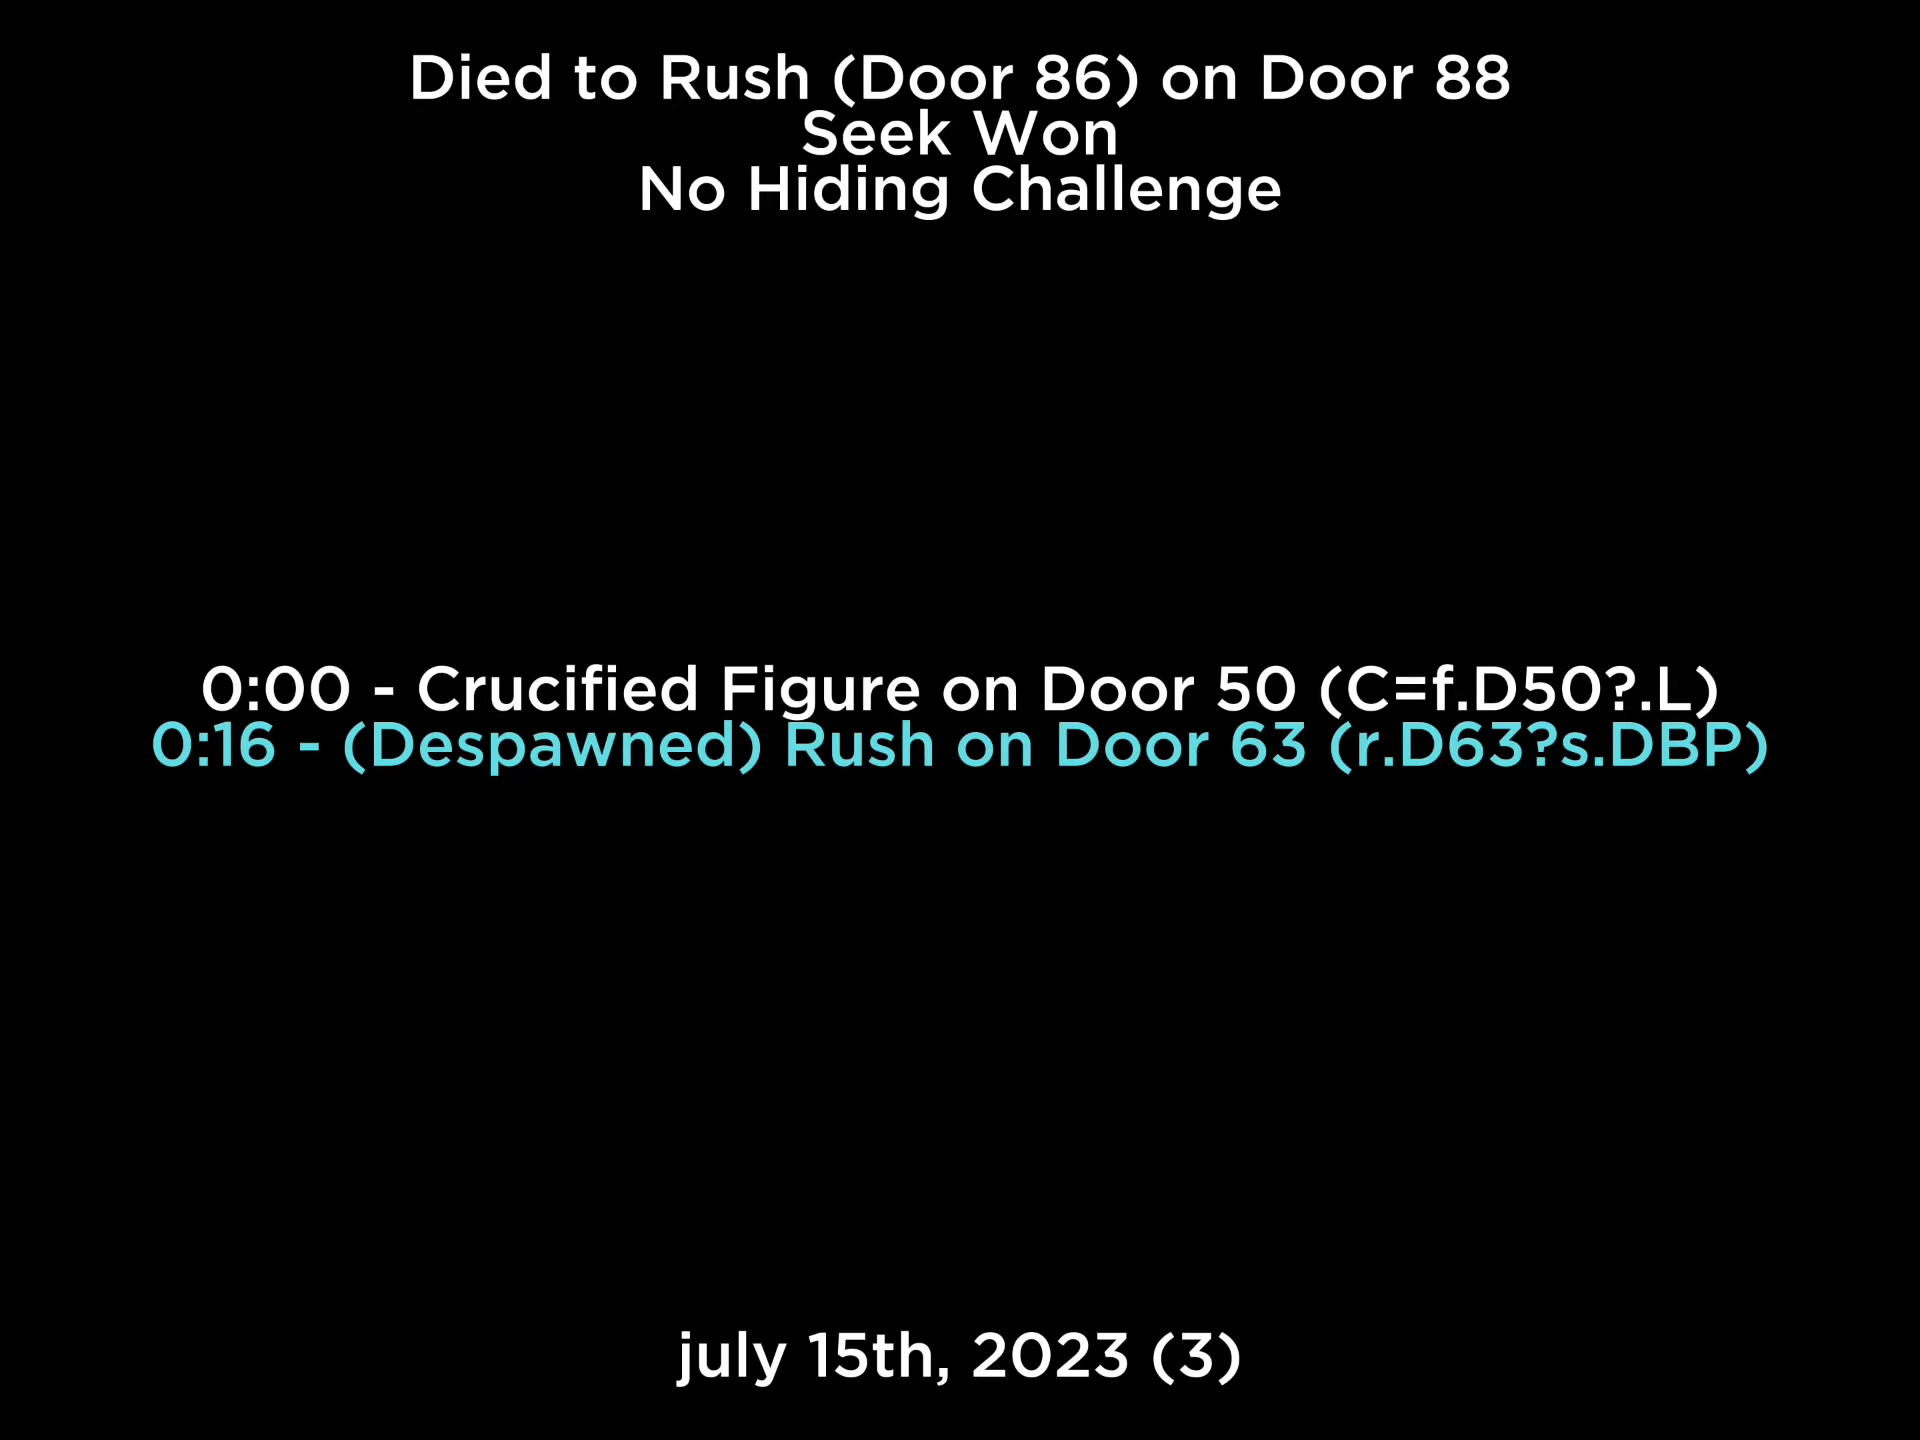 Died to Rush (Door 86) on Door 88
Seek Won
No Hiding Challenge
0:00 - Crucified Figure on Door 50 (C=f.D50?.L)
0:16 - (Despawned) Rush on Door 63 (r.D63?s.DBP)
july 15th, 2023 (3)